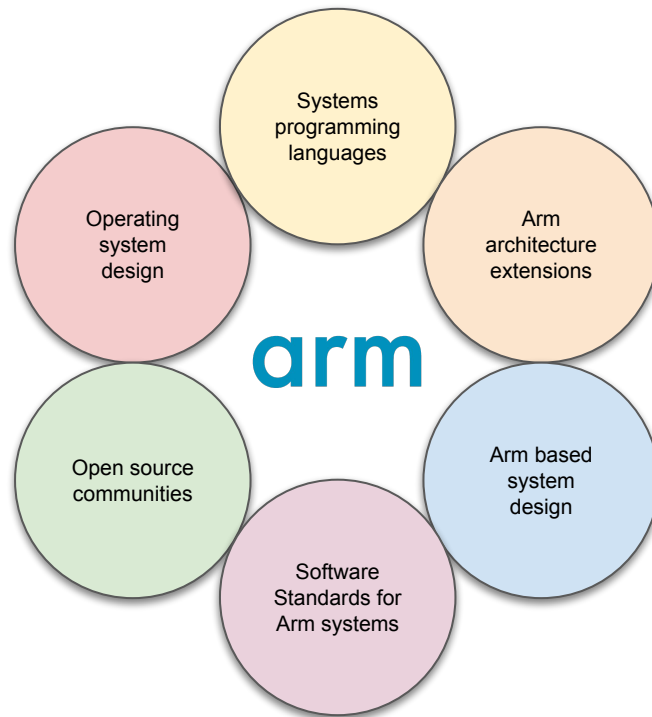 Systems
programming
languages
Operating
system
design
Arm
architecture
extensions
arm
Open source
communities
Arm based
system
design
Software
Standards for
Arm systems